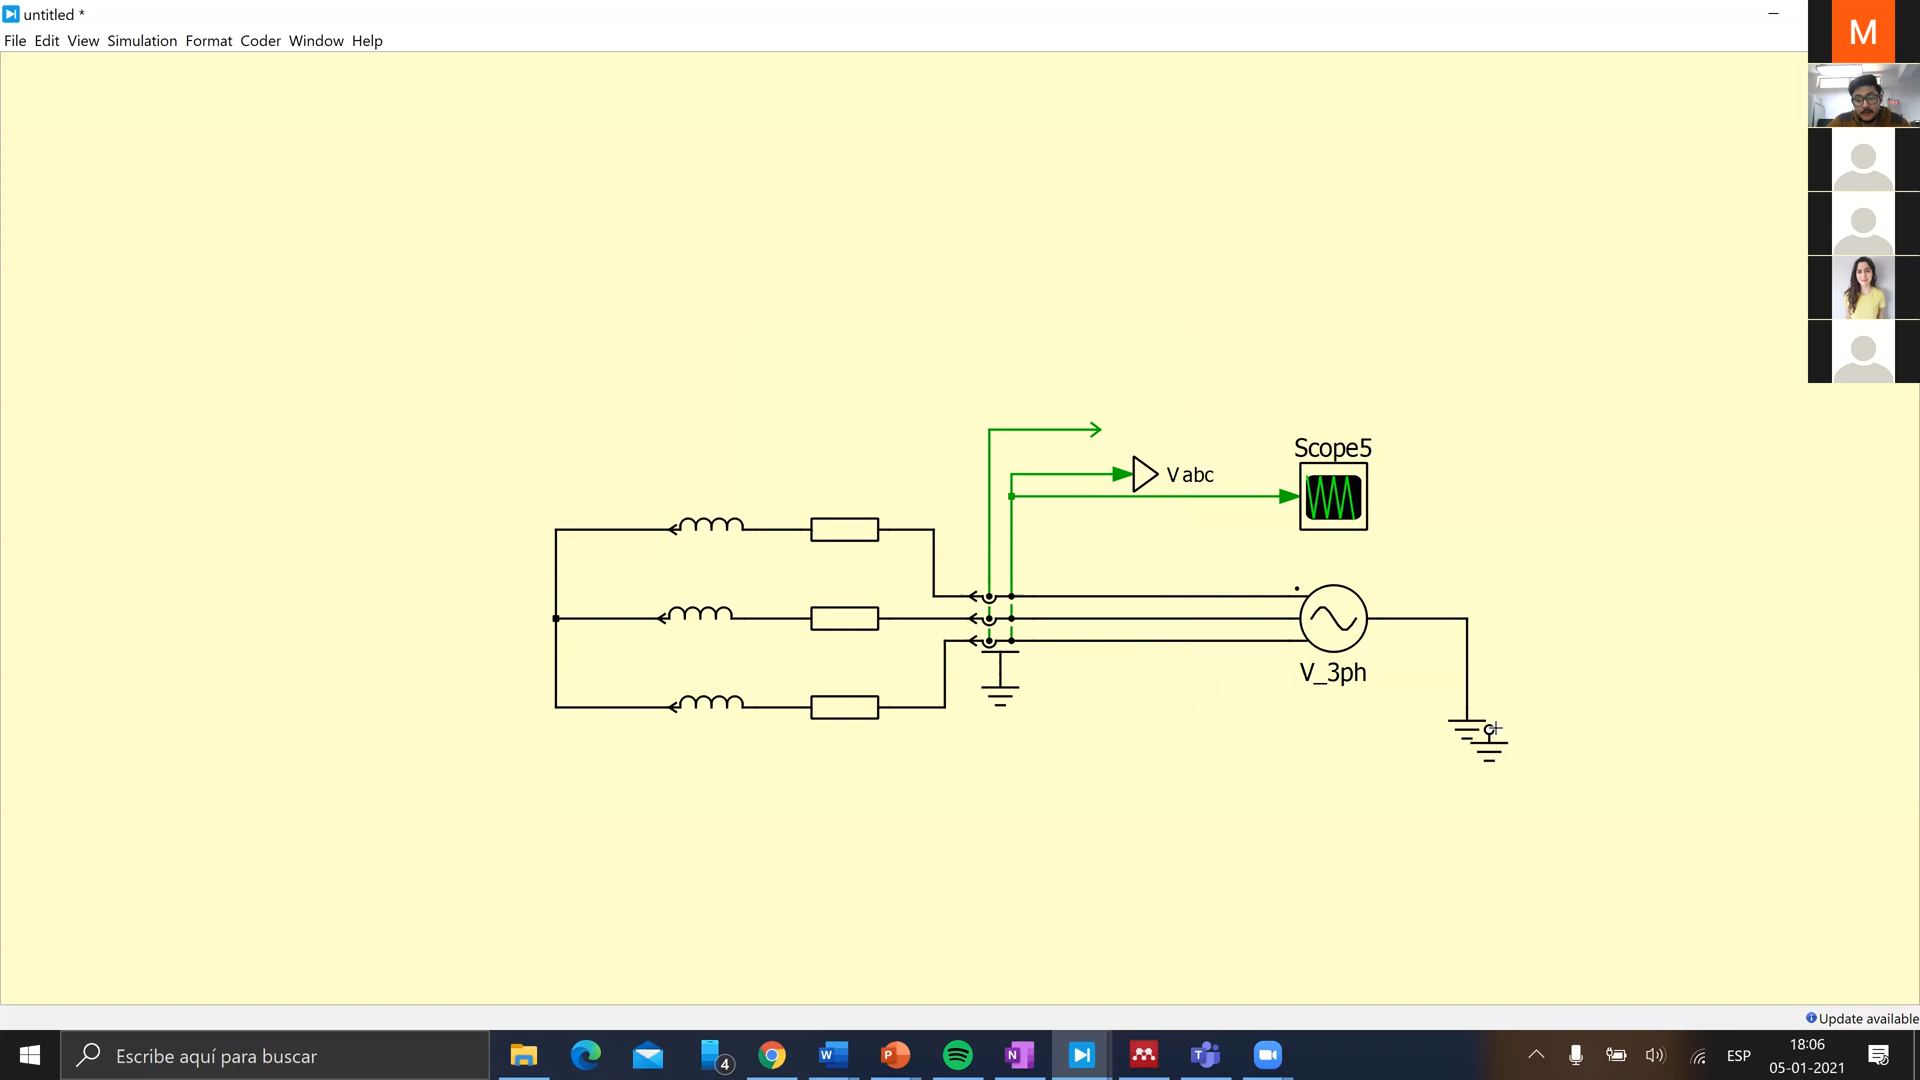 untitled *
File Edit View Simulation Format Coder Window Help
M
Scope5
V abc
V_3ph
Update available
Escribe aquí para buscar
4
ESP
18:06
05-01-2021